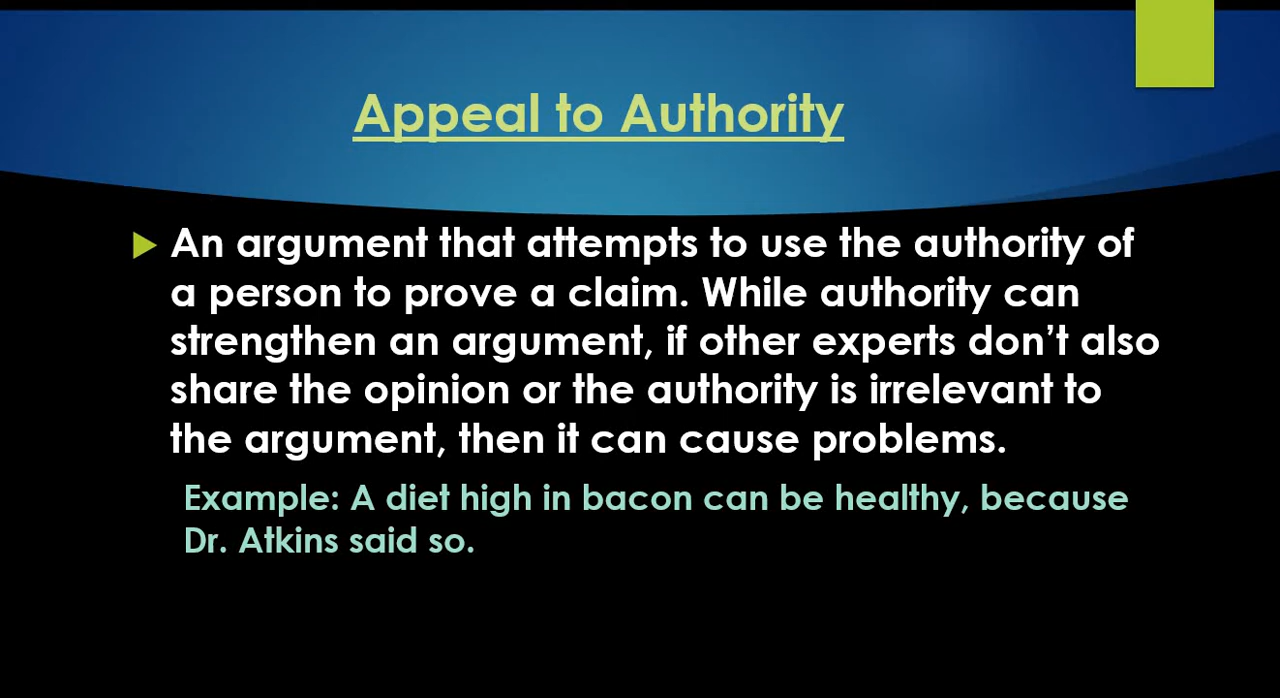 Appeal to Authority
An argument that attempts to use the authority of
a person to prove a claim. While authority can
strengthen an argument, if other experts don’t also
share the opinion or the authority is irrelevant to
the argument, then it can cause problems.
Example: A diet high in bacon can be healthy, because
Dr. Atkins said so.